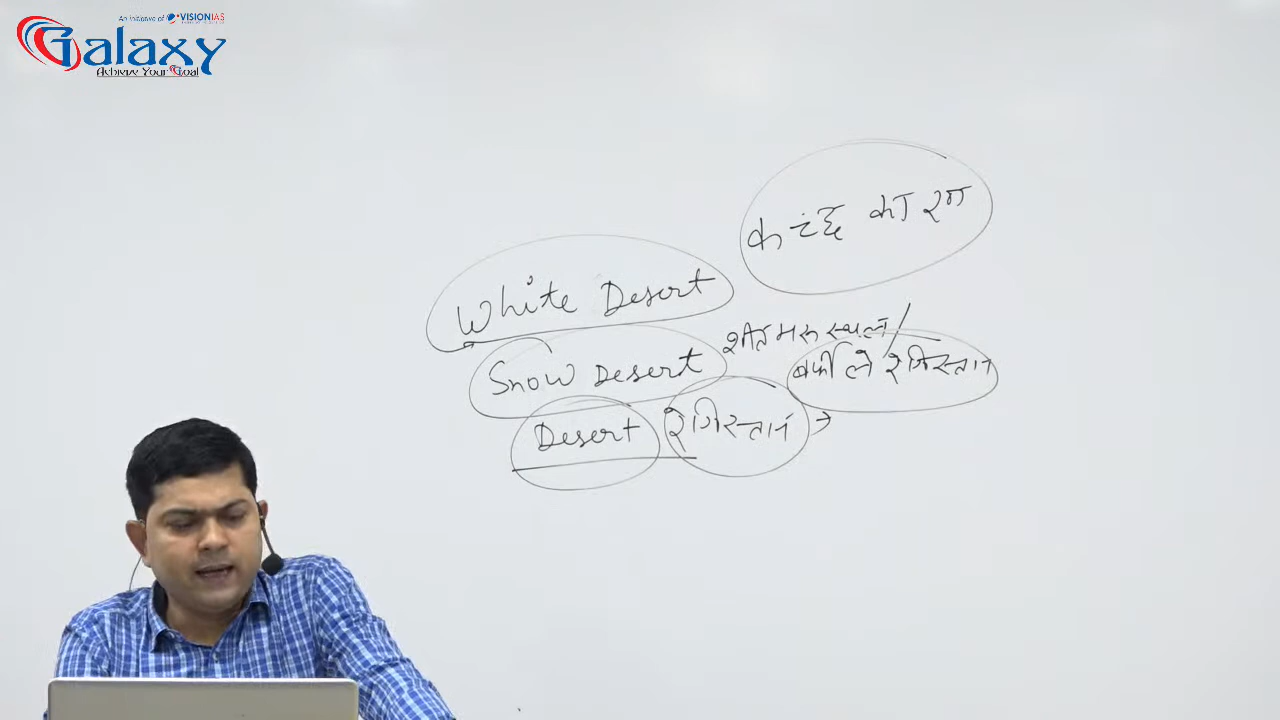 An initiative of VISIONIAS
Galaxy
Achieve Your Goal
कच्छ का रण
White Desert
शीत मरुस्थल/
Snow Desert बर्फीले रेगिस्तान
Desert रेगिस्तान →